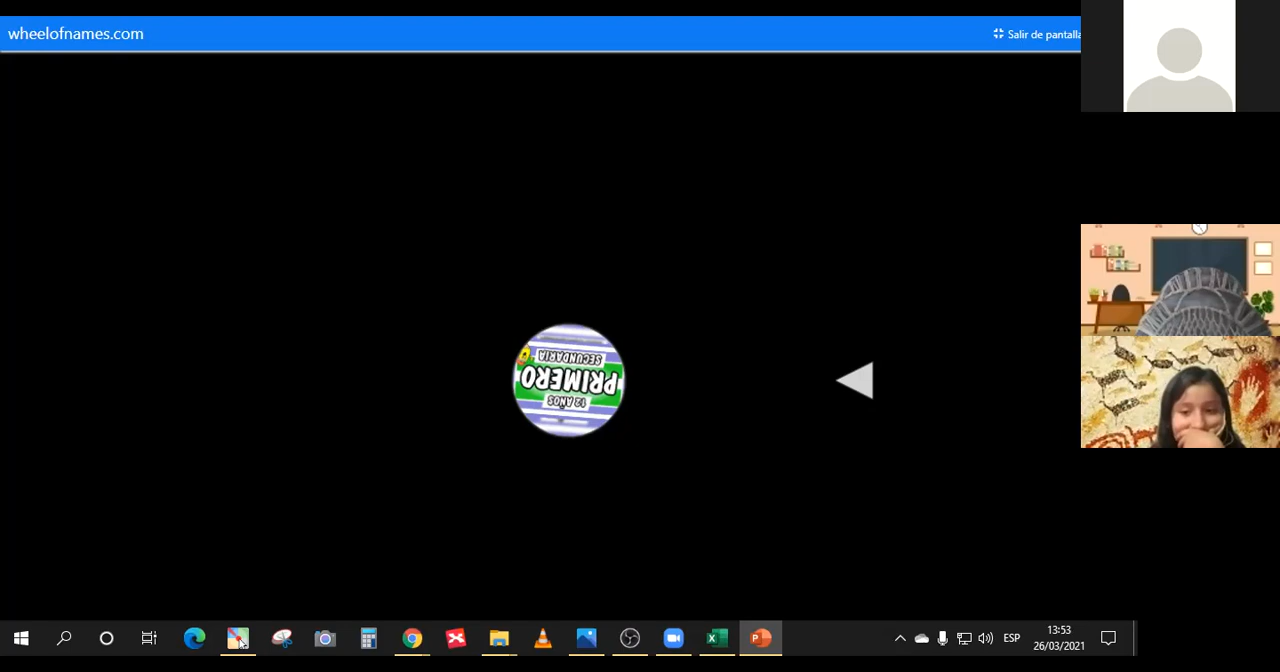 wheelofnames.com
Salir de pantalla
12 AÑOS
PRIMERO
SECUNDARIA
ESP
13:53
26/03/2021